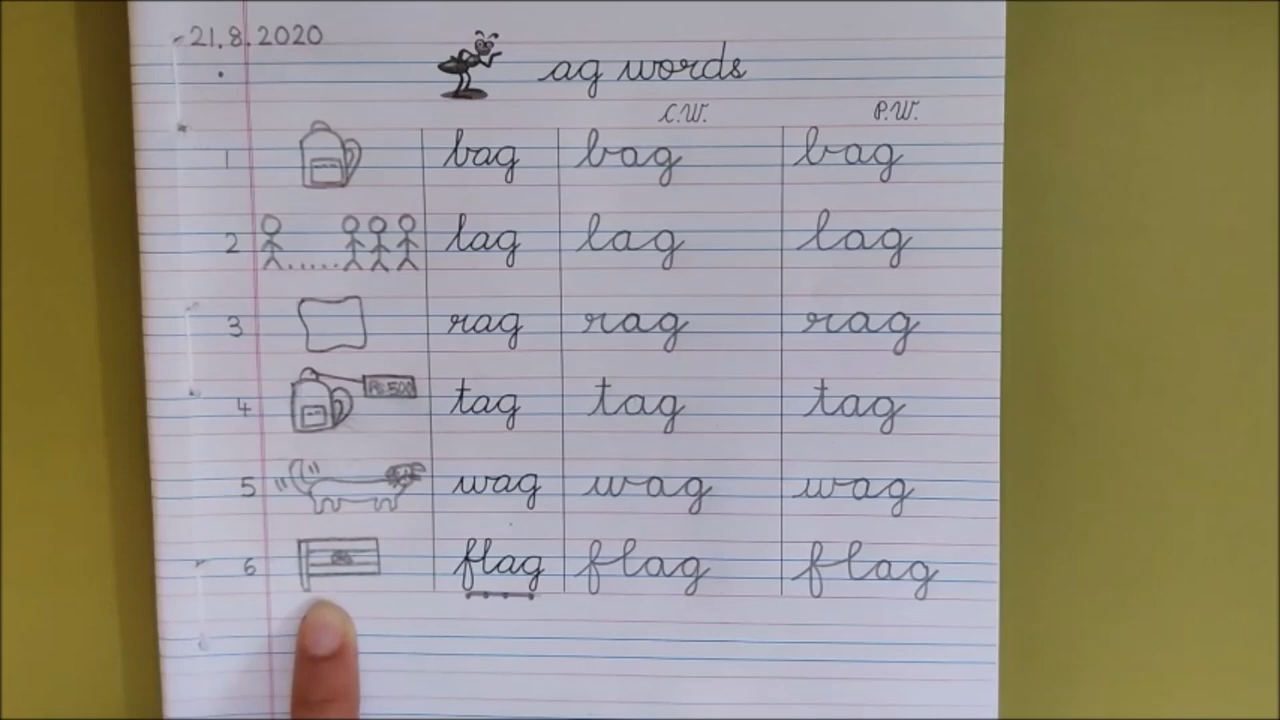 21.8.2020
ag words
C.W. P.W.
1 bag bag bag
2 lag lag lag
3 rag rag rag
4 Rs 500 tag tag tag
5 wag wag wag
6 flag flag flag